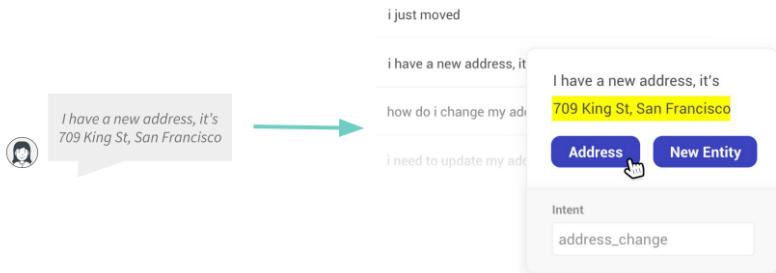 I have a new address, it's
709 King St, San Francisco
i just moved
i have a new address, it
how do i change my add
i need to update my add
I have a new address, it's
709 King St, San Francisco
Address New Entity
Intent
address_change